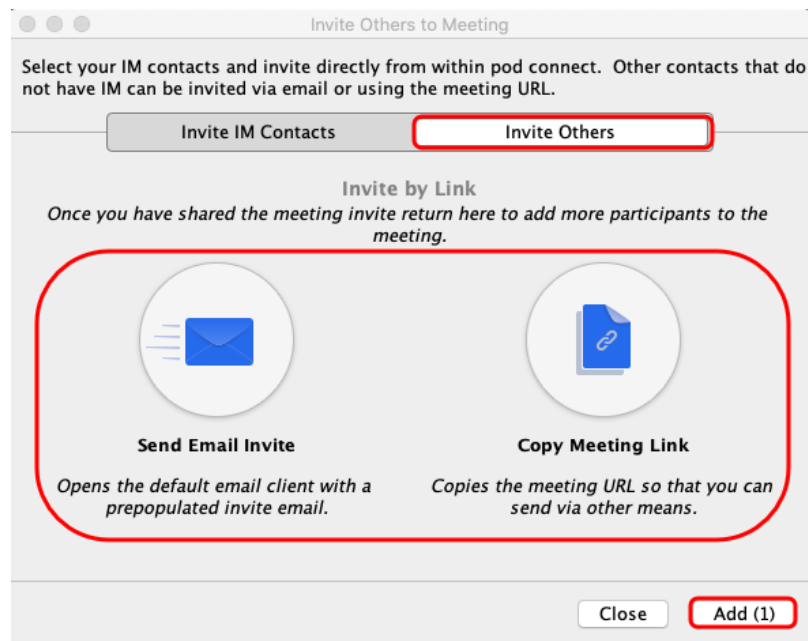 Invite Others to Meeting
Select your IM contacts and invite directly from within pod connect.  Other contacts that do
not have IM can be invited via email or using the meeting URL.
Invite IM Contacts
Invite Others
Invite by Link
Once you have shared the meeting invite return here to add more participants to the
meeting.
Send Email Invite
Opens the default email client with a
prepopulated invite email.
Copy Meeting Link
Copies the meeting URL so that you can
send via other means.
Close
Add (1)